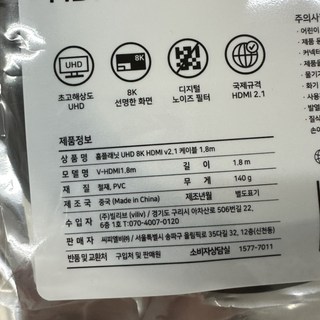 주의사항
UHD
8K
초고해상도
UHD
8K
선명한 화면
디지털
노이즈 필터
국제규격
HDMI 2.1
제품정보
상 품 명 홈플래닛 UHD 8K HDMI v2.1 케이블 1.8m
모 델 명 V-HDMI1.8m 길 이 1.8 m
재 질 철재, PVC 무 게 140 g
제 조 국 중국 (Made in China) 제조년월 별도표기
수 입 자 (주)빌리브 (viliv) / 경기도 구리시 아차산로 506번길 22,
6층 1호 T:070-4007-0120
판 매 자 씨피엘비㈜ / 서울특별시 송파구 올림픽로 35다길 32, 12층(신천동)
반품 및 교환처 구입처 및 판매원 소비자상담실 1577-7011